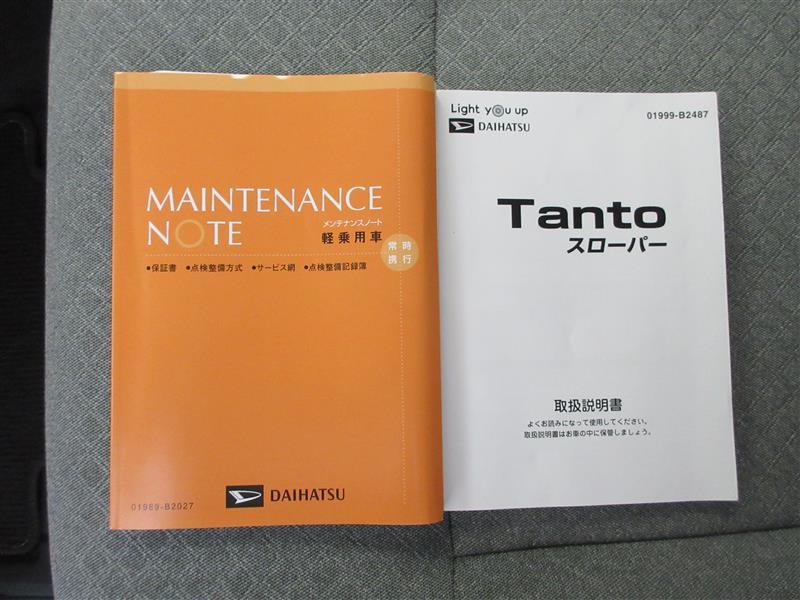 MAINTENANCE
NOTE
メンテナンスノート
軽乗用車
常時
携行
●保証書 ●点検整備方式 ●サービス網 ●点検整備記録簿
DAIHATSU
01989-B2027
Light you up
DAIHATSU
01999-B2487
Tanto
スローパー
取扱説明書
よくお読みになって使用してください。
取扱説明書はお車の中に保管しましょう。